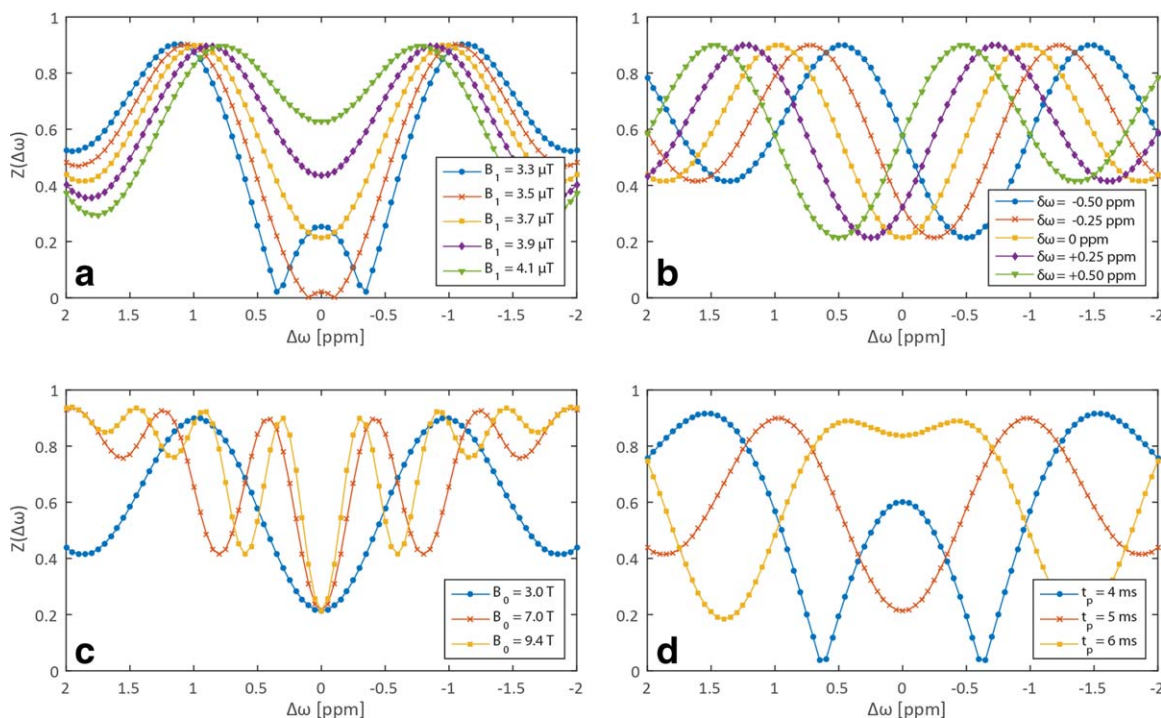 1
0.8
0.6
0.4
0.2
0
Z(Δω)
2 1.5 1 0.5 0 -0.5 -1 -1.5 -2
Δω [ppm]
a
B1 = 3.3 µT
B1 = 3.5 µT
B1 = 3.7 µT
B1 = 3.9 µT
B1 = 4.1 µT
1
0.8
0.6
0.4
0.2
0
2 1.5 1 0.5 0 -0.5 -1 -1.5 -2
Δω [ppm]
b
δω= -0.50 ppm
δω= -0.25 ppm
δω= 0 ppm
δω= +0.25 ppm
δω= +0.50 ppm
1
0.8
0.6
0.4
0.2
0
Z(Δω)
2 1.5 1 0.5 0 -0.5 -1 -1.5 -2
Δω [ppm]
c
B0 = 3.0 T
B0 = 7.0 T
B0 = 9.4 T
1
0.8
0.6
0.4
0.2
0
2 1.5 1 0.5 0 -0.5 -1 -1.5 -2
Δω [ppm]
d
tp = 4 ms
tp = 5 ms
tp = 6 ms